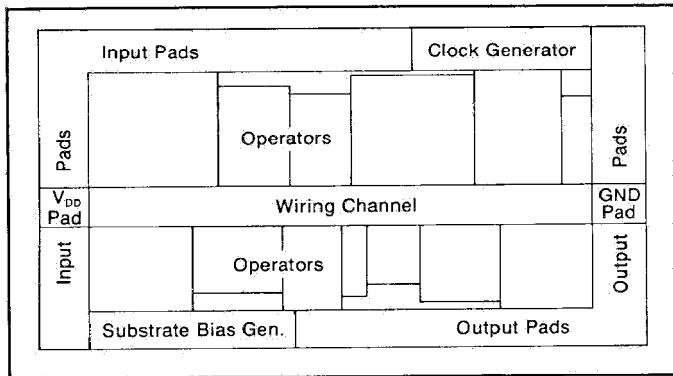 Input Pads
Clock Generator
Pads
Operators
Pads
V_DD
Pad
Wiring Channel
GND
Pad
Input
Operators
Output
Substrate Bias Gen.
Output Pads